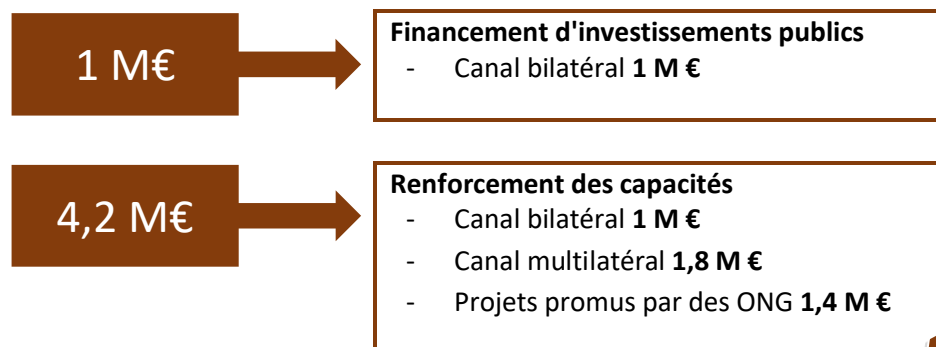 1 M€
Financement d'investissements publics
- Canal bilatéral 1 M €
4,2 M€
Renforcement des capacités
- Canal bilatéral 1 M €
- Canal multilatéral 1,8 M €
- Projets promus par des ONG 1,4 M €